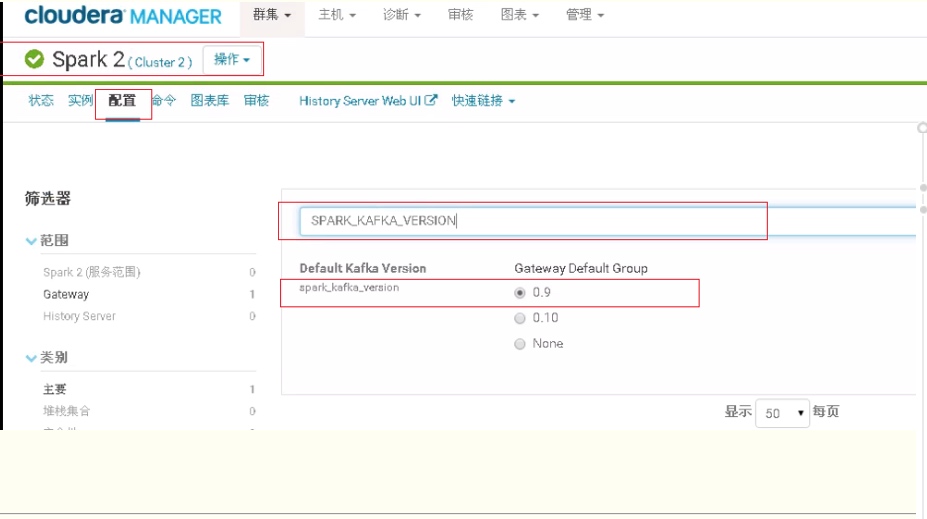 cloudera MANAGER 群集 主机 诊断 审核 图表 管理
Spark 2 (Cluster 2) 操作
状态 实例 配置 命令 图表库 审核 History Server Web UI 快速链接
筛选器
SPARK_KAFKA_VERSION
范围
Default Kafka Version Gateway Default Group
Spark 2 (服务范围) 0
spark_kafka_version 0.9
Gateway 1
History Server 0
0.10
None
类别
主要 1
堆栈集合 0
显示 50 每页